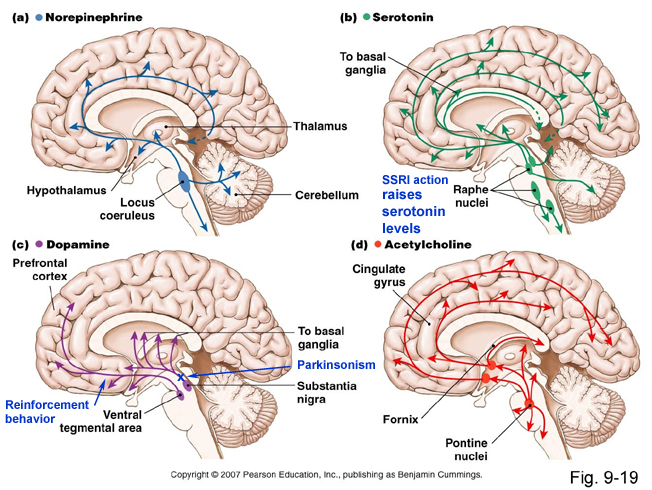 (a) Norepinephrine
Thalamus
Hypothalamus
Locus
coeruleus
Cerebellum
(b) Serotonin
To basal
ganglia
SSRI action
raises
serotonin
levels
Raphe
nuclei
(c) Dopamine
Prefrontal
cortex
To basal
ganglia
Parkinsonism
x
Substantia
nigra
Reinforcement
behavior
Ventral
tegmental area
(d) Acetylcholine
Cingulate
gyrus
Fornix
Pontine
nuclei
Copyright © 2007 Pearson Education, Inc., publishing as Benjamin Cummings.
Fig. 9-19